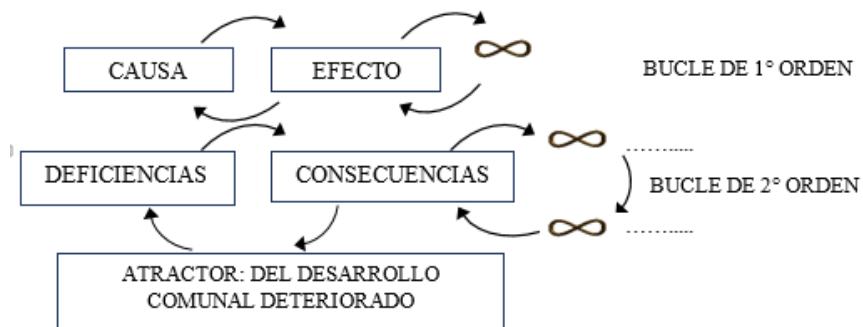 CAUSA
EFECTO
BUCLE DE 1° ORDEN
DEFICIENCIAS
CONSECUENCIAS
.........
BUCLE DE 2° ORDEN
.........
ATRACTOR: DEL DESARROLLO
COMUNAL DETERIORADO